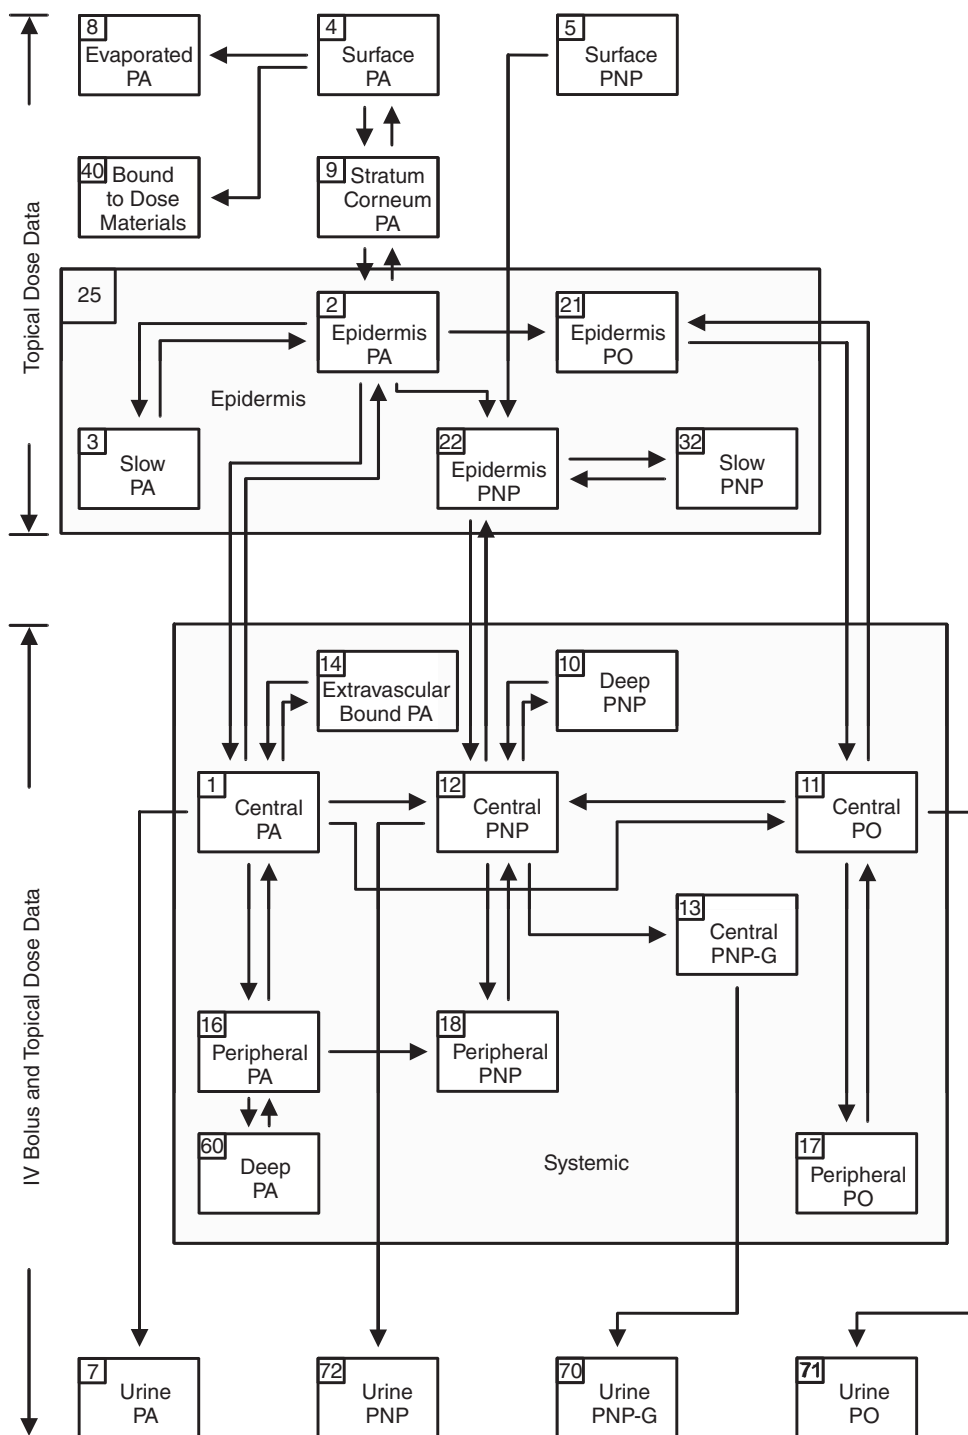 8
Evaporated
PA
4
Surface
PA
5
Surface
PNP
40
Bound
to Dose
Materials
9
Stratum
Corneum
PA
Topical Dose Data
25
2
Epidermis
PA
21
Epidermis
PO
Epidermis
3
Slow
PA
22
Epidermis
PNP
32
Slow
PNP
14
Extravascular
Bound PA
10
Deep
PNP
1
Central
PA
12
Central
PNP
11
Central
PO
IV Bolus and Topical Dose Data
13
Central
PNP-G
16
Peripheral
PA
18
Peripheral
PNP
60
Deep
PA
Systemic
17
Peripheral
PO
7
Urine
PA
72
Urine
PNP
70
Urine
PNP-G
71
Urine
PO